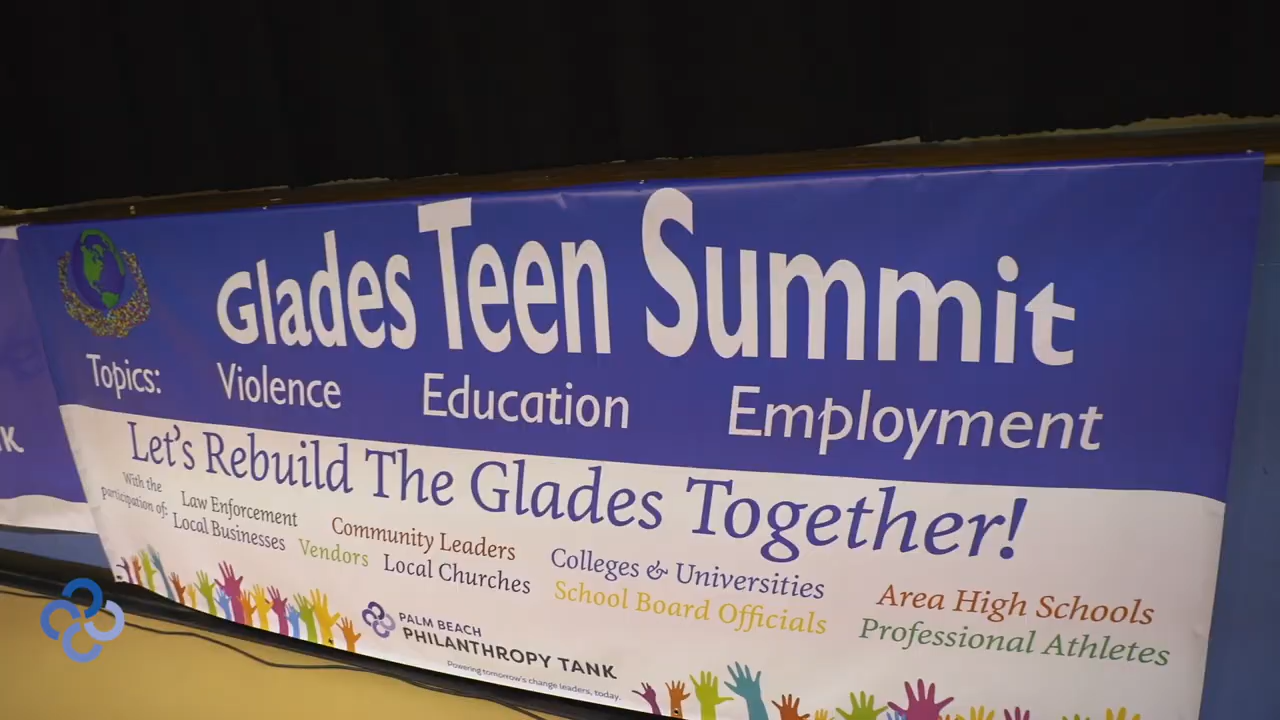 Glades Teen Summit
Topics: Violence Education Employment
Let's Rebuild The Glades Together!
With the
participation of:
Law Enforcement
Local Businesses
Community Leaders
Vendors Local Churches
Colleges & Universities
School Board Officials
Area High Schools
Professional Athletes
PALM BEACH
PHILANTHROPY TANK
Powering tomorrow's change leaders, today.